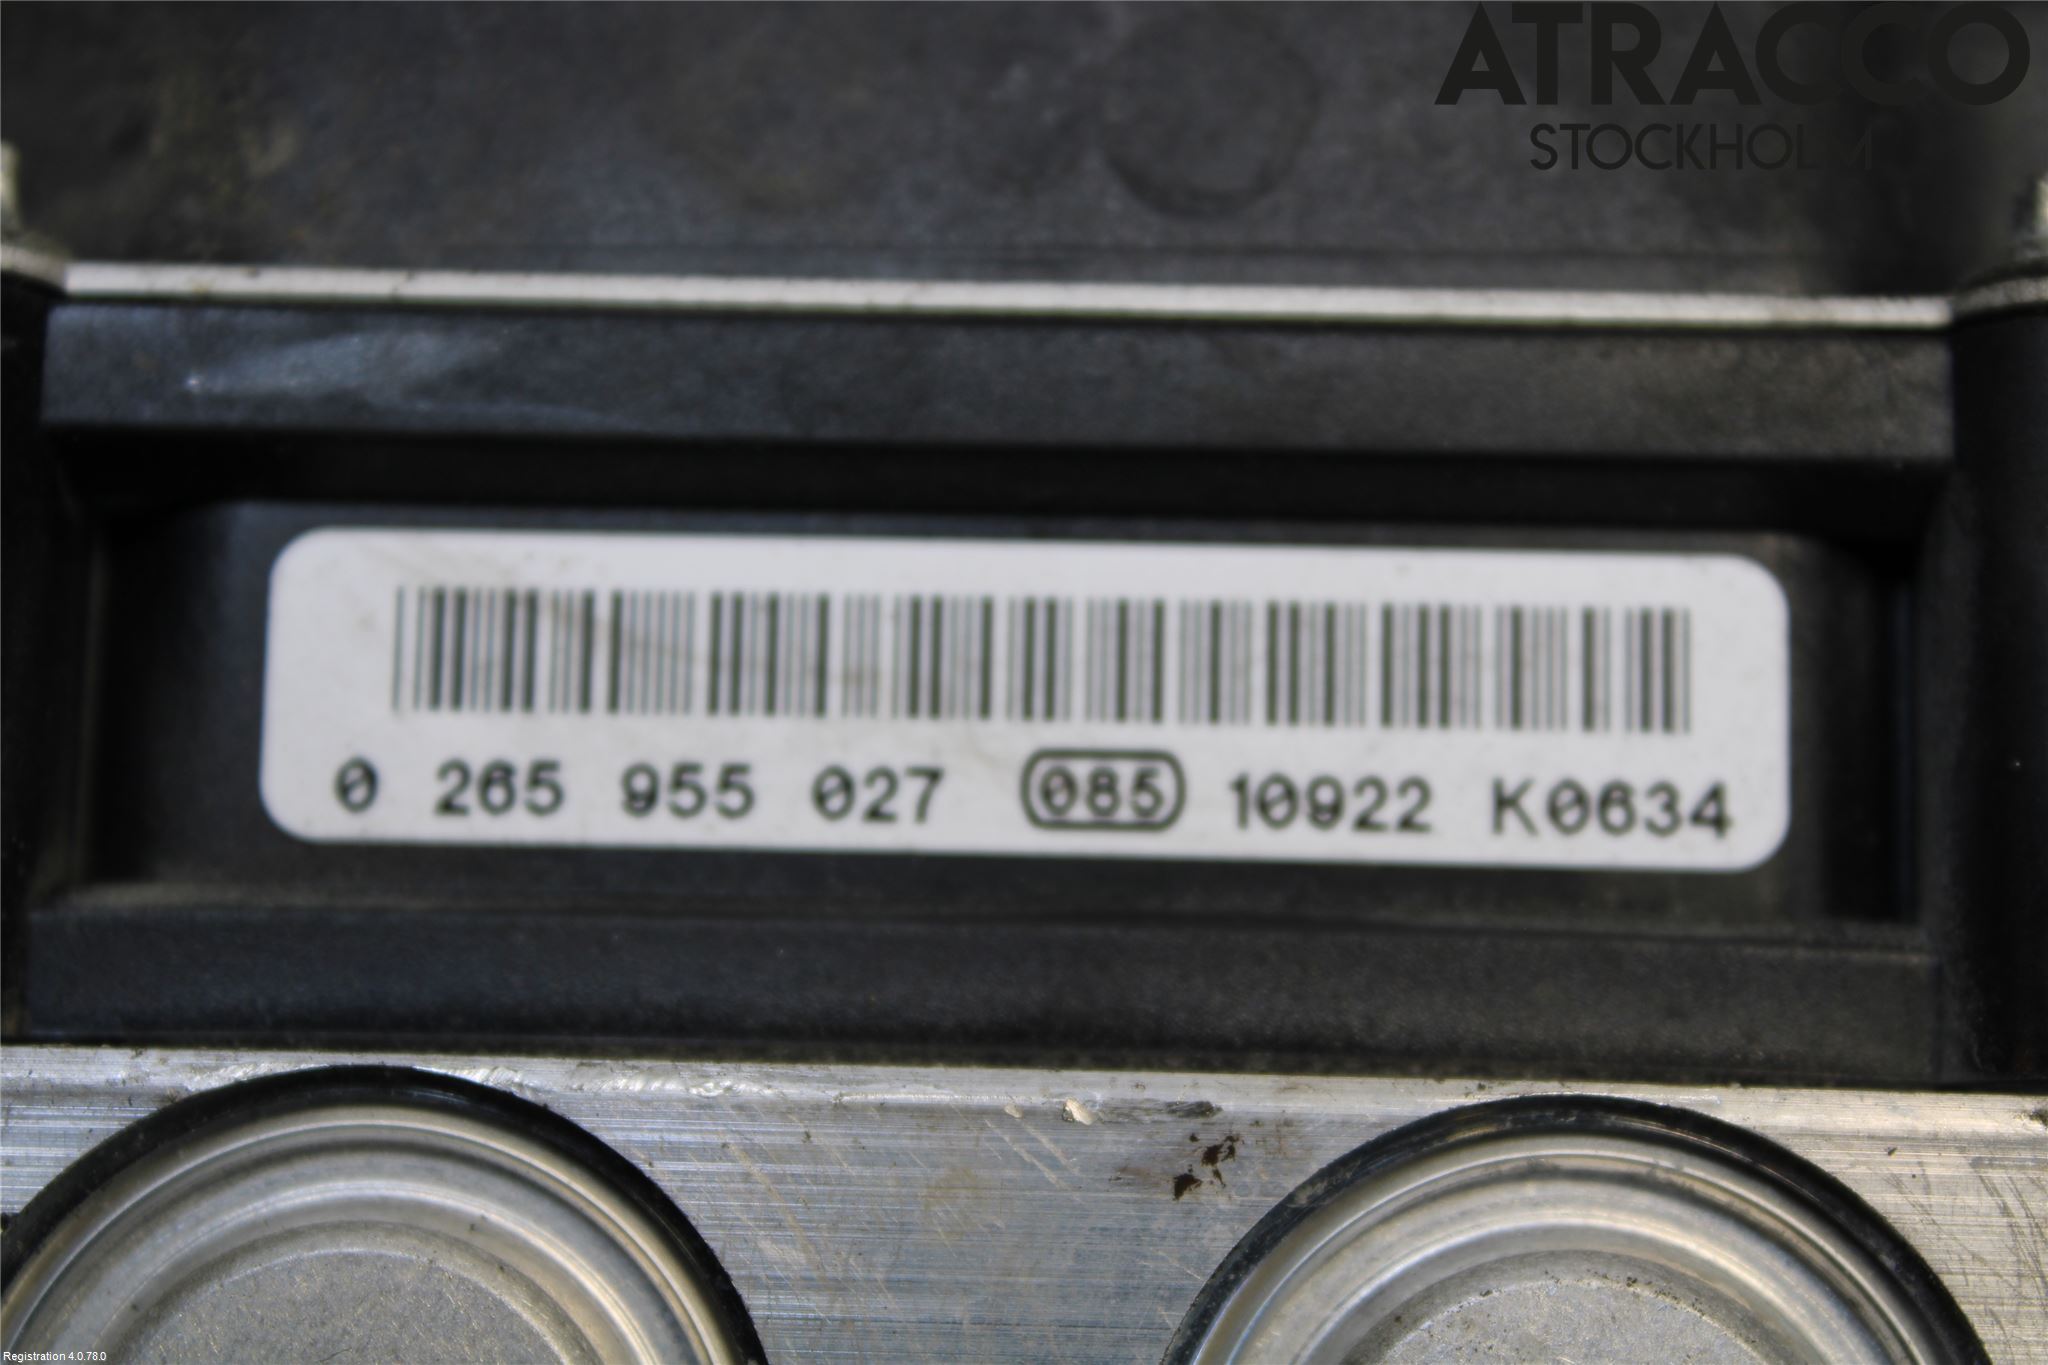 ATRACCO
STOCKHOLM
0 265 955 027 085 10922 K0634
Registration 4.0.78.0